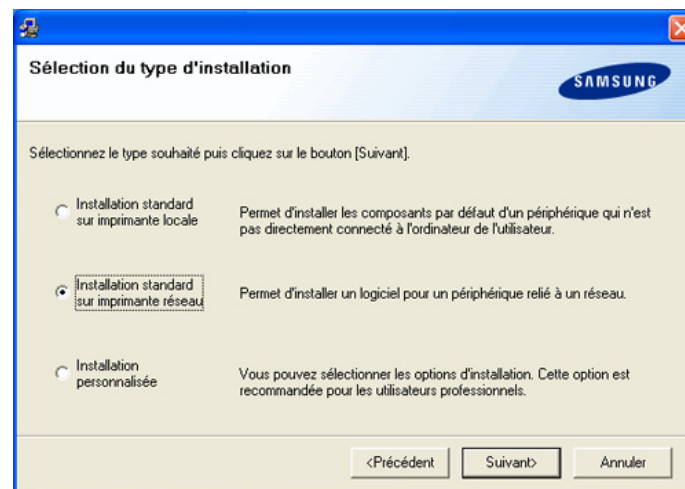 Sélection du type d'installation
SAMSUNG
Sélectionnez le type souhaité puis cliquez sur le bouton [Suivant].
Installation standard
sur imprimante locale
Permet d'installer les composants par défaut d'un périphérique qui n'est
pas directement connecté à l'ordinateur de l'utilisateur.
Installation standard
sur imprimante réseau
Permet d'installer un logiciel pour un périphérique relié à un réseau.
Installation
personnalisée
Vous pouvez sélectionner les options d'installation. Cette option est
recommandée pour les utilisateurs professionnels.
<Précédent
Suivant>
Annuler